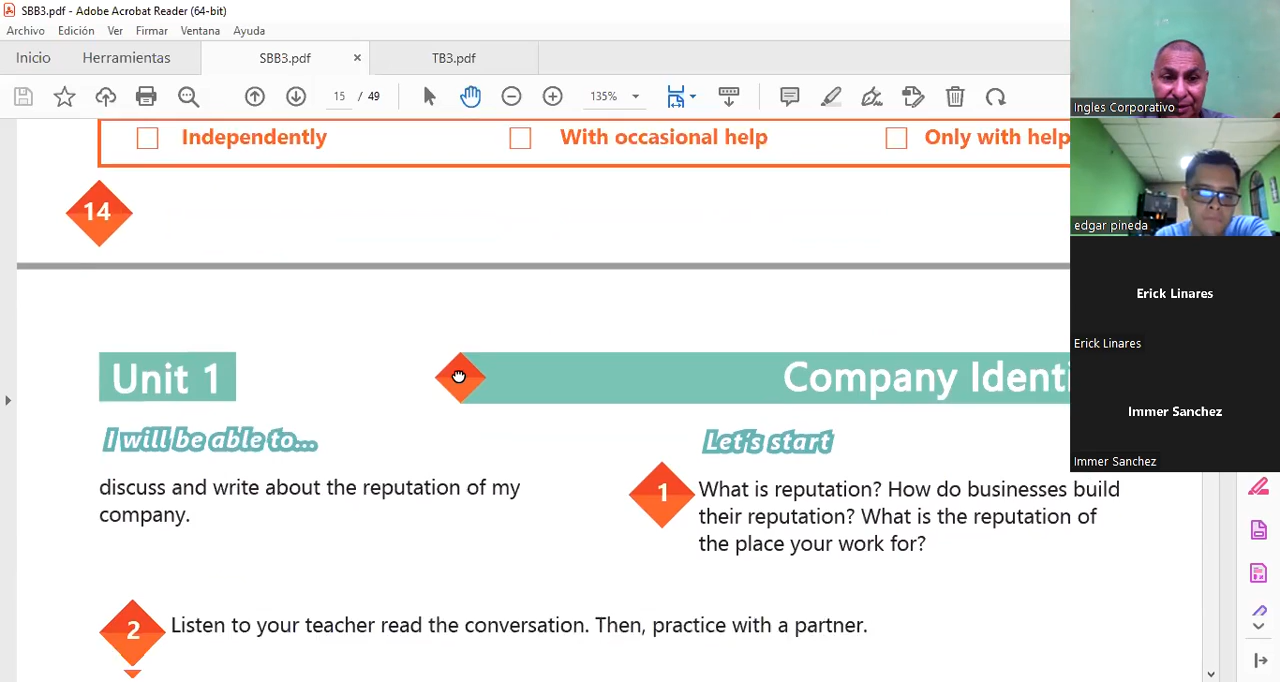 SBB3.pdf - Adobe Acrobat Reader (64-bit)
Archivo Edición Ver Firmar Ventana Ayuda
Inicio Herramientas SBB3.pdf × TB3.pdf
15 / 49 135%
Independently With occasional help Only with help
14
Unit 1 Company Identi
I will be able to...
discuss and write about the reputation of my
company.
Let's start
1 What is reputation? How do businesses build
their reputation? What is the reputation of
the place your work for?
2 Listen to your teacher read the conversation. Then, practice with a partner.
Ingles Corporativo
edgar pineda
Erick Linares
Erick Linares
Immer Sanchez
Immer Sanchez